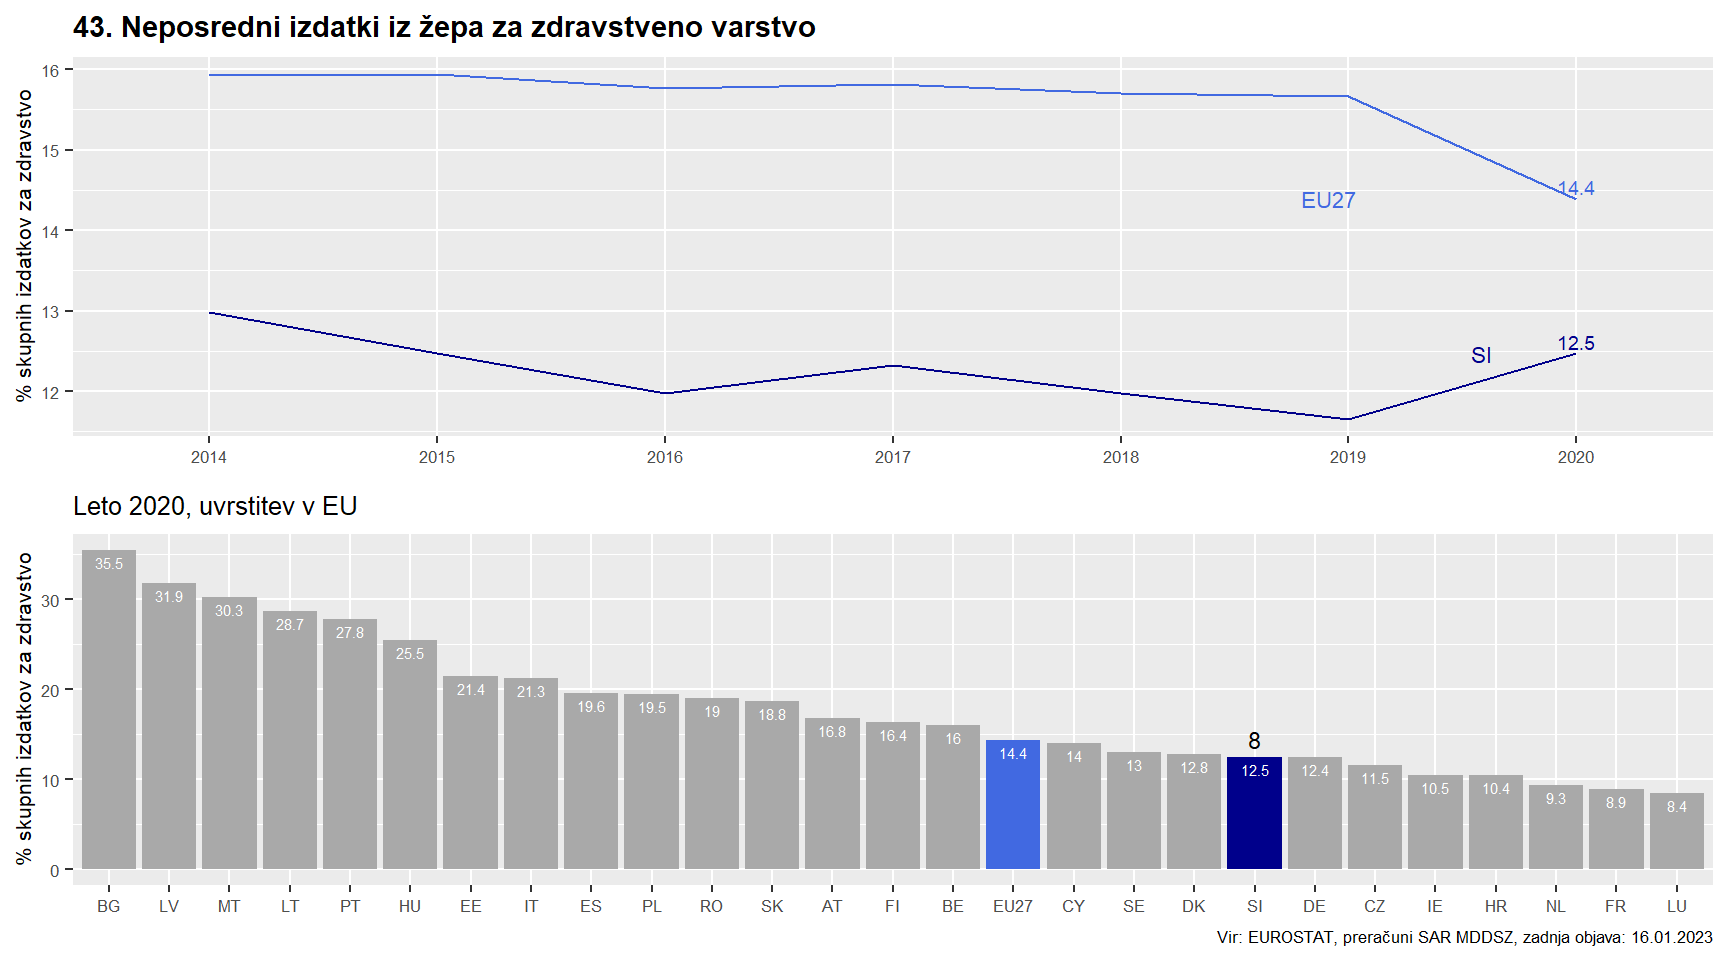 43. Neposredni izdatki iz žepa za zdravstveno varstvo
% skupnih izdatkov za zdravstvo
16
15
14
13
12
EU27
14.4
SI
12.5
2014 2015 2016 2017 2018 2019 2020
Leto 2020, uvrstitev v EU
% skupnih izdatkov za zdravstvo
30
20
10
0
8
35.5 31.9 30.3 28.7 27.8 25.5 21.4 21.3 19.6 19.5 19 18.8 16.8 16.4 16 14.4 14 13 12.8 12.5 12.4 11.5 10.5 10.4 9.3 8.9 8.4
BG LV MT LT PT HU EE IT ES PL RO SK AT FI BE EU27 CY SE DK SI DE CZ IE HR NL FR LU
Vir: EUROSTAT, preračuni SAR MDDSZ, zadnja objava: 16.01.2023